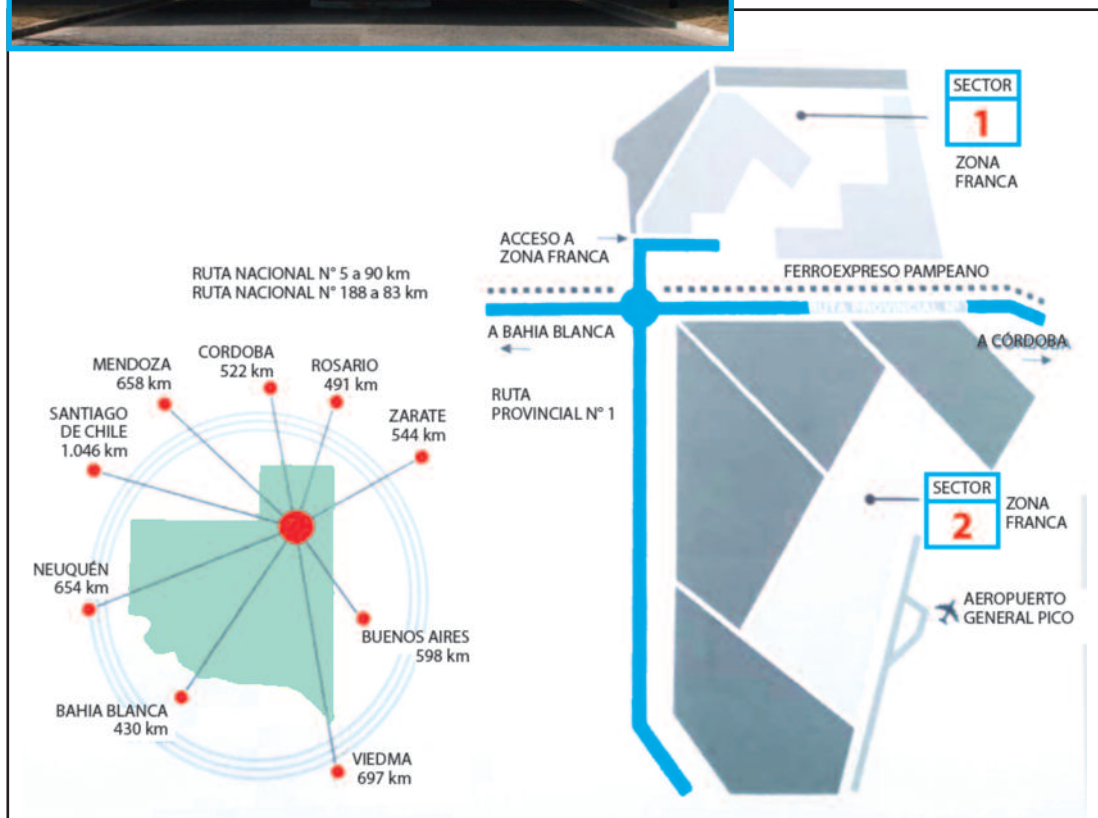 SECTOR
1
ZONA
FRANCA
ACCESO A
ZONA FRANCA
RUTA NACIONAL N° 5 a 90 km
RUTA NACIONAL N° 188 a 83 km
FERROEXPRESO PAMPEANO
RUTA PROVINCIAL N°1
A BAHIA BLANCA
A CÓRDOBA
RUTA
PROVINCIAL N° 1
MENDOZA
658 km
CORDOBA
522 km
ROSARIO
491 km
SANTIAGO
DE CHILE
1.046 km
ZARATE
544 km
NEUQUÉN
654 km
BUENOS AIRES
598 km
BAHIA BLANCA
430 km
VIEDMA
697 km
SECTOR
2
ZONA
FRANCA
AEROPUERTO
GENERAL PICO